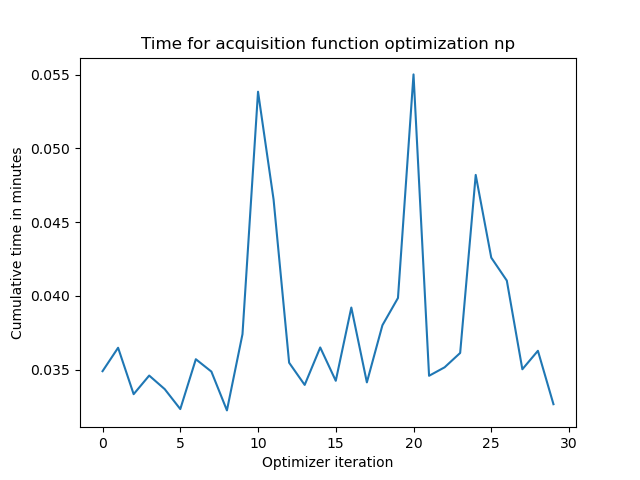 Time for acquisition function optimization np
Cumulative time in minutes
0.055
0.050
0.045
0.040
0.035
0 5 10 15 20 25 30
Optimizer iteration